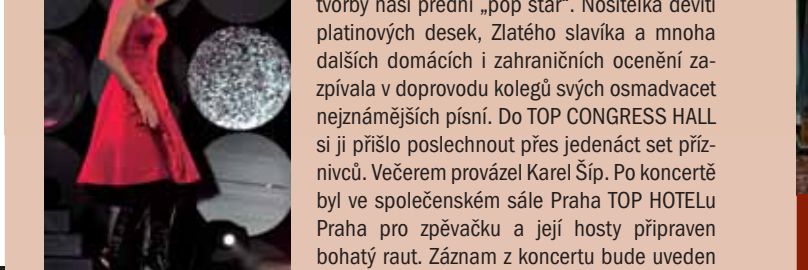 tvorby naší přední „pop star“. Nositelka devíti
platinových desek, Zlatého slavíka a mnoha
dalších domácích i zahraničních ocenění za-
zpívala v doprovodu kolegů svých osmadvacet
nejznámějších písní. Do TOP CONGRESS HALL
si ji přišlo poslechnout přes jedenáct set příz-
nivců. Večerem provázel Karel Šíp. Po koncertě
byl ve společenském sále Praha TOP HOTELu
Praha pro zpěvačku a její hosty připraven
bohatý raut. Záznam z koncertu bude uveden